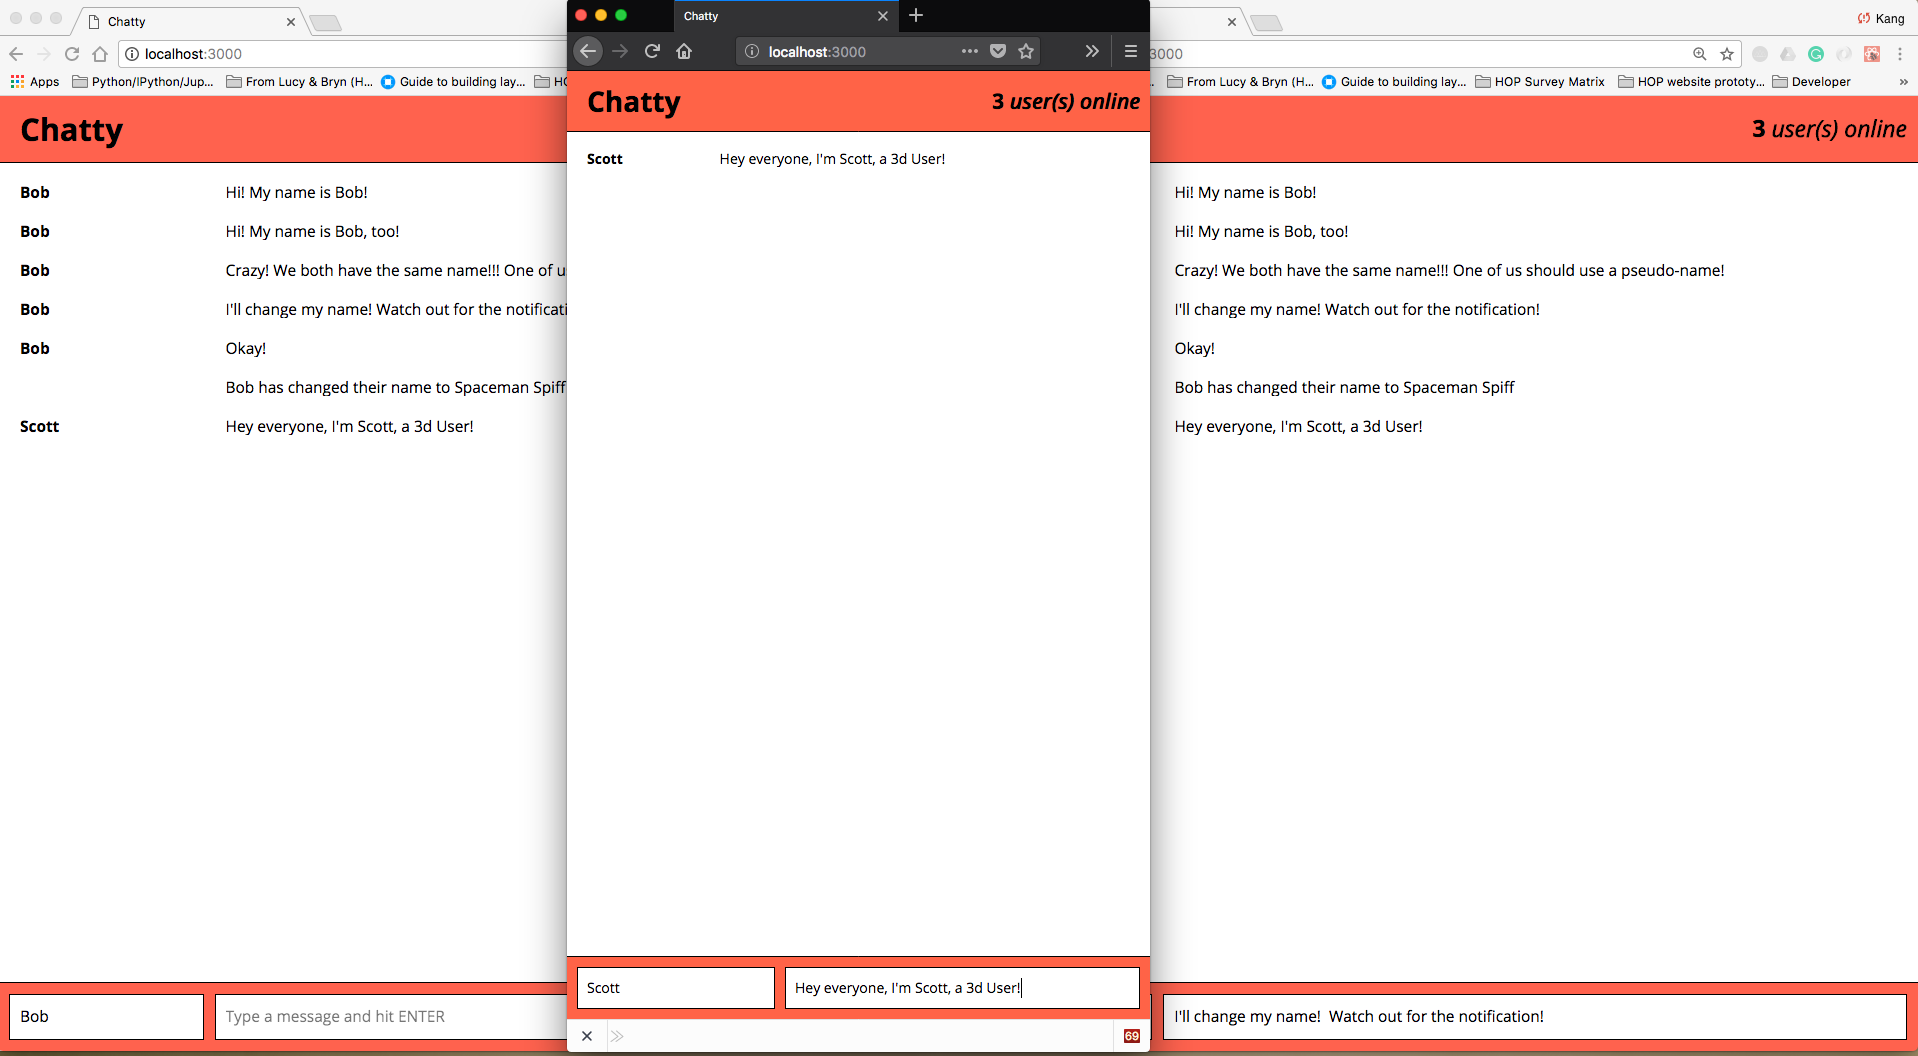 Chatty
localhost:3000
Apps
Python/IPython/Jup...
From Lucy & Bryn (H...
Guide to building lay...
HO
Chatty
Bob Hi! My name is Bob!
Bob Hi! My name is Bob, too!
Bob Crazy! We both have the same name!!! One of u
Bob I'll change my name! Watch out for the notificati
Bob Okay!
Bob has changed their name to Spaceman Spiff
Scott Hey everyone, I'm Scott, a 3d User!
Bob
Type a message and hit ENTER
Chatty
localhost:3000
Chatty
3 user(s) online
Scott Hey everyone, I'm Scott, a 3d User!
Scott
Hey everyone, I'm Scott, a 3d User!
69
Kang
3000
From Lucy & Bryn (H...
Guide to building lay...
HOP Survey Matrix
HOP website prototy...
Developer
3 user(s) online
Hi! My name is Bob!
Hi! My name is Bob, too!
Crazy! We both have the same name!!! One of us should use a pseudo-name!
I'll change my name! Watch out for the notification!
Okay!
Bob has changed their name to Spaceman Spiff
Hey everyone, I'm Scott, a 3d User!
I'll change my name!  Watch out for the notification!